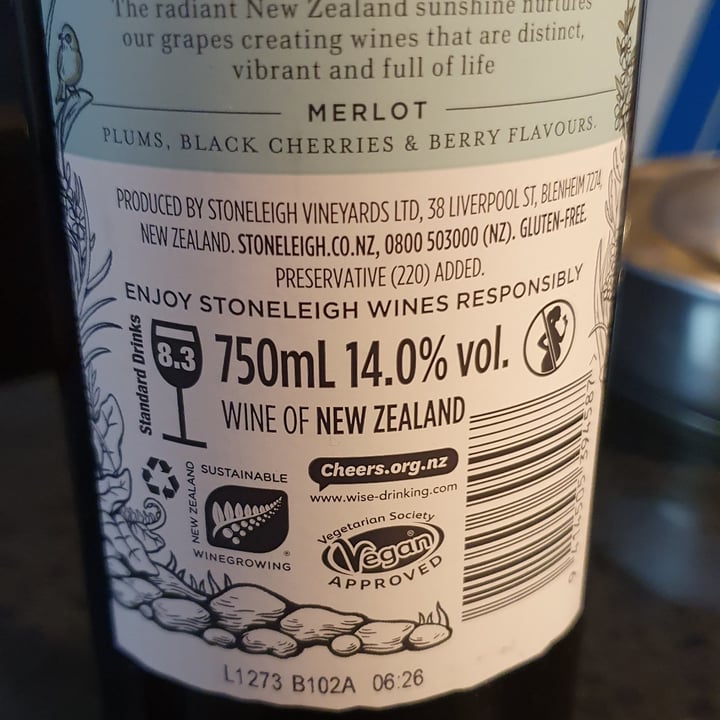 The radiant New Zealand sunshine nurtures
our grapes creating wines that are distinct,
vibrant and full of life
MERLOT
PLUMS, BLACK CHERRIES & BERRY FLAVOURS.
PRODUCED BY STONELEIGH VINEYARDS LTD, 38 LIVERPOOL ST, BLENHEIM 7274,
NEW ZEALAND. STONELEIGH.CO.NZ, 0800 503000 (NZ). GLUTEN-FREE.
PRESERVATIVE (220) ADDED.
ENJOY STONELEIGH WINES RESPONSIBLY
Standard Drinks
8.3
750mL 14.0% vol.
WINE OF NEW ZEALAND
NEW ZEALAND
SUSTAINABLE
WINEGROWING®
Cheers.org.nz
www.wise-drinking.com
Vegetarian Society
Vegan®
APPROVED
L1273 B102A 06:26